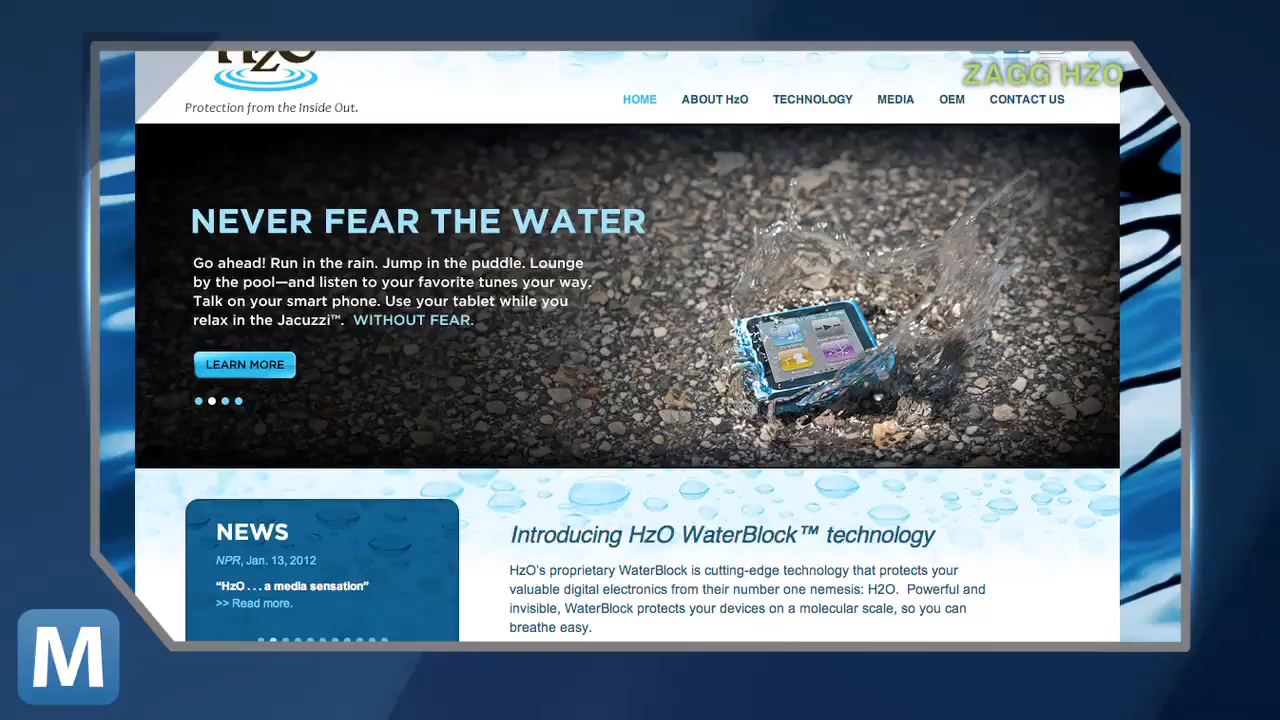 HzO
ZAGG HZO
Protection from the Inside Out.
HOME ABOUT HzO TECHNOLOGY MEDIA OEM CONTACT US
NEVER FEAR THE WATER
Go ahead! Run in the rain. Jump in the puddle. Lounge
by the pool—and listen to your favorite tunes your way.
Talk on your smart phone. Use your tablet while you
relax in the Jacuzzi™. WITHOUT FEAR.
LEARN MORE
NEWS
NPR, Jan. 13, 2012
“HzO . . . a media sensation”
>> Read more.
Introducing HzO WaterBlock™ technology
HzO’s proprietary WaterBlock is cutting-edge technology that protects your
valuable digital electronics from their number one nemesis: H2O. Powerful and
invisible, WaterBlock protects your devices on a molecular scale, so you can
breathe easy.
M